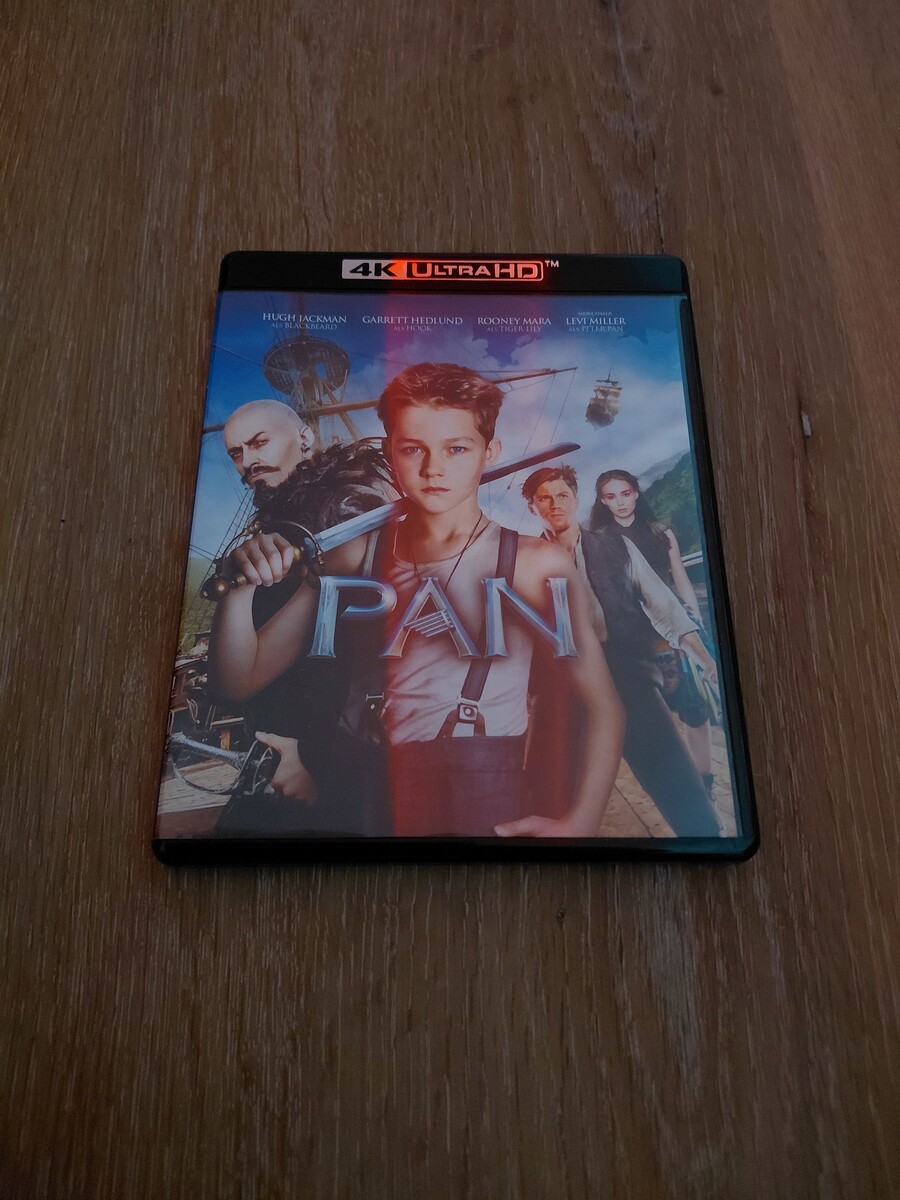 4K ULTRA HD™
HUGH JACKMAN GARRETT HEDLUND ROONEY MARA LEVI MILLER
ALS BLACKBEARD ALS HOOK ALS TIGER LILY ALS PETER PAN
PAN